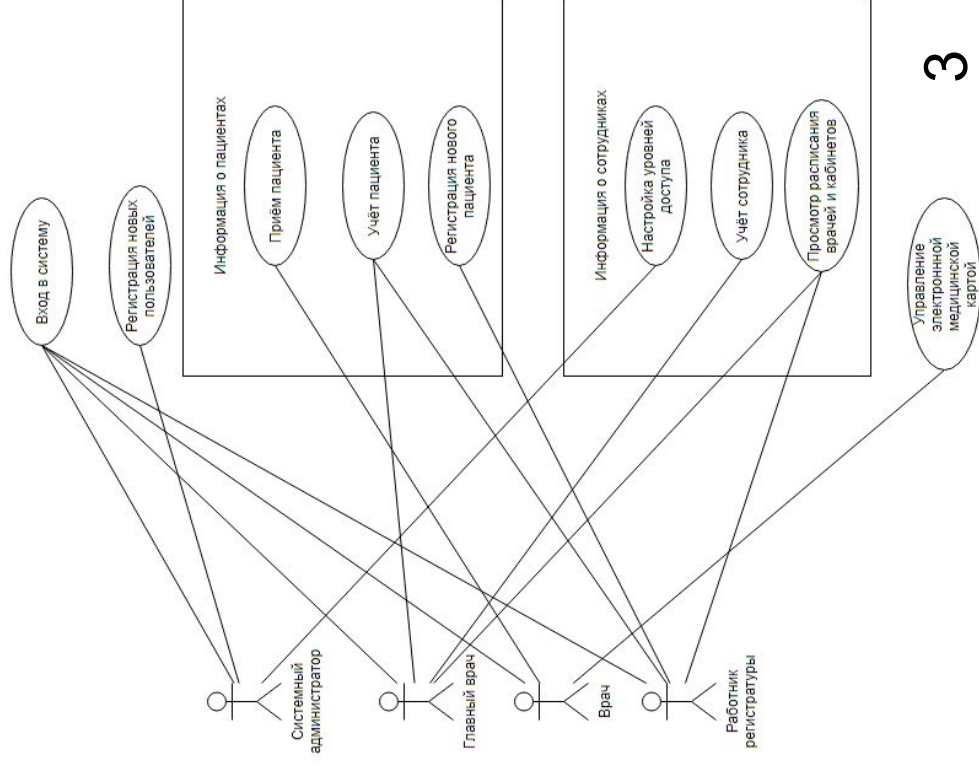 Вход в систему
Регистрация новых
пользователей
Информация о пациентах
Приём пациента
Учёт пациента
Регистрация нового
пациента
Информация о сотрудниках
Настройка уровней
доступа
Учёт сотрудника
Просмотр расписания
врачей и кабинетов
Управление
электроннной
медицинской
картой
Системный
администратор
Главный врач
Врач
Работник
регистратуры
3